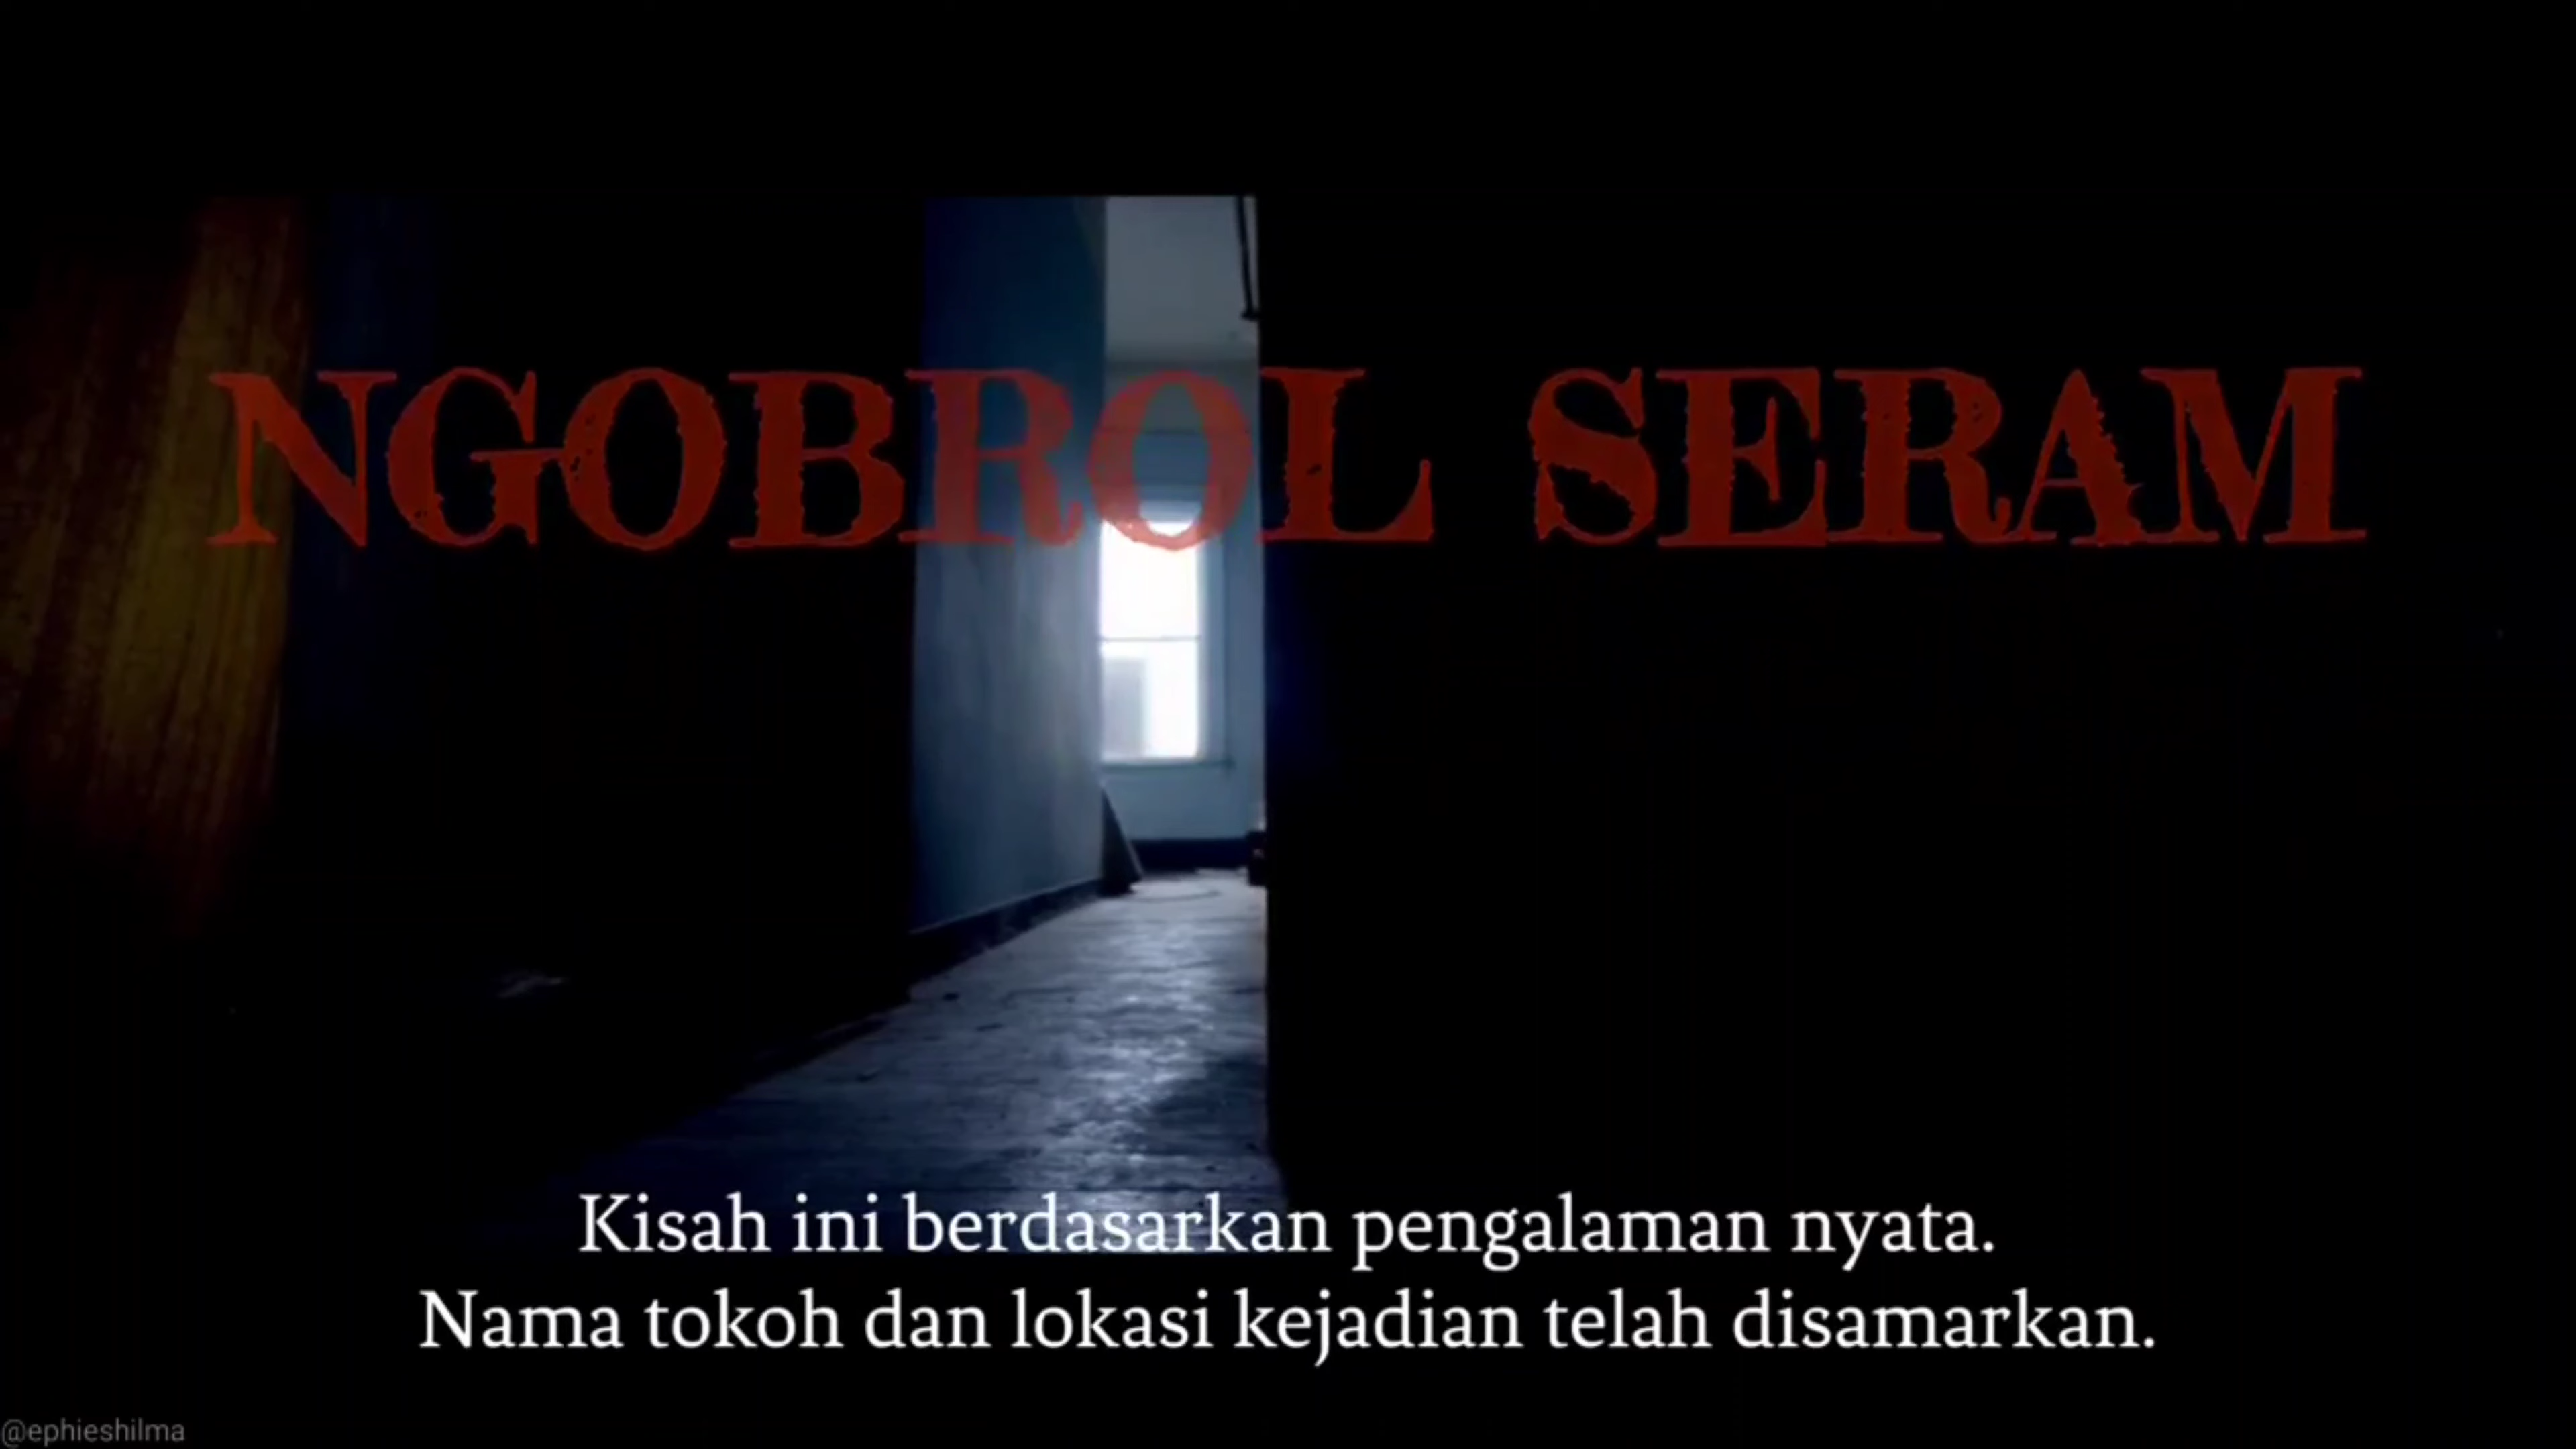 NGOBROL SERAM
Kisah ini berdasarkan pengalaman nyata.
Nama tokoh dan lokasi kejadian telah disamarkan.
@ephieshilma